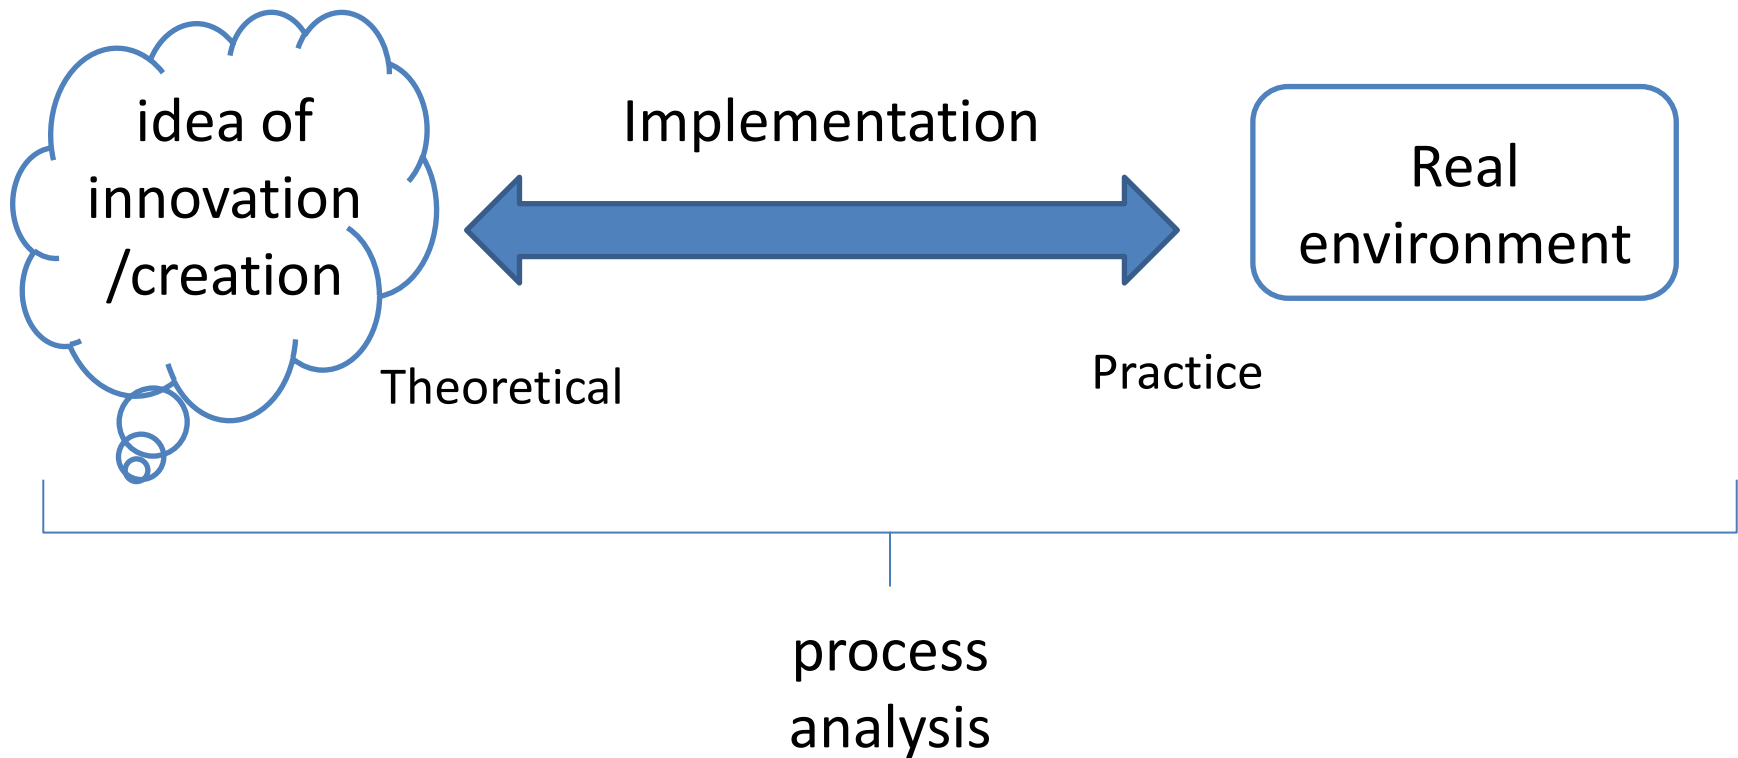 idea of
innovation
/creation
Implementation
Real
environment
Theoretical
Practice
process
analysis